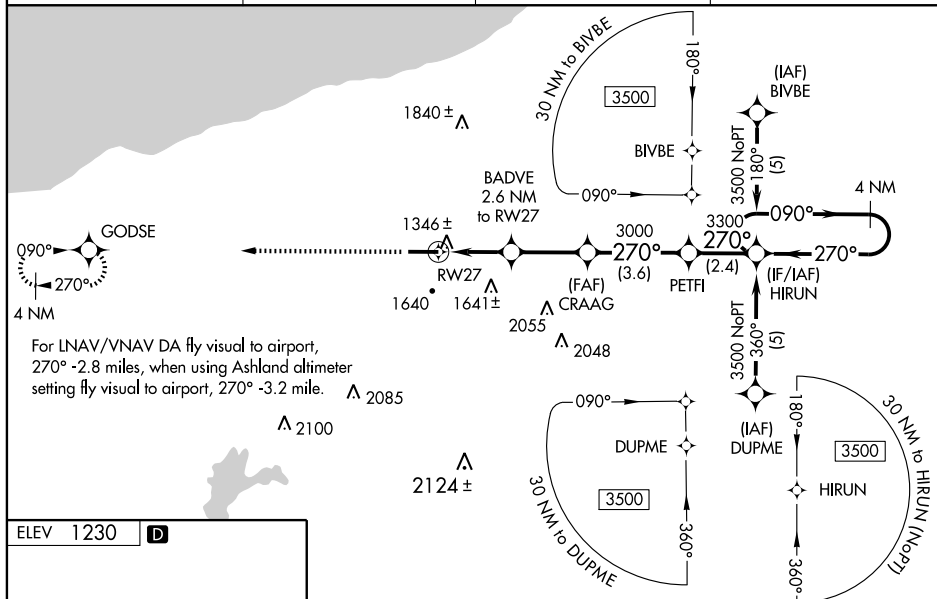 30 NM to BIVBE
180°
3500
BIVBE
090°
(IAF)
BIVBE
3500 NoPT
180°
(5)
1840 ±
BADVE
2.6 NM
to RW27
4 NM
3300
090°
1346 ±
GODSE
090°
270°
4 NM
RW27
3000
270°
(3.6)
270°
(2.4)
270°
(FAF)
CRAAG
PETFI
(IF/IAF)
HIRUN
1640
1641 ±
2055
2048
3500 NoPT
360°
(5)
For LNAV/VNAV DA fly visual to airport,
270° -2.8 miles, when using Ashland altimeter
setting fly visual to airport, 270° -3.2 mile.
2085
2100
2124 ±
090°
DUPME
3500
360°
30 NM to DUPME
(IAF)
DUPME
180°
3500
HIRUN
360°
30 NM to HIRUN (NoPT)
ELEV 1230 D